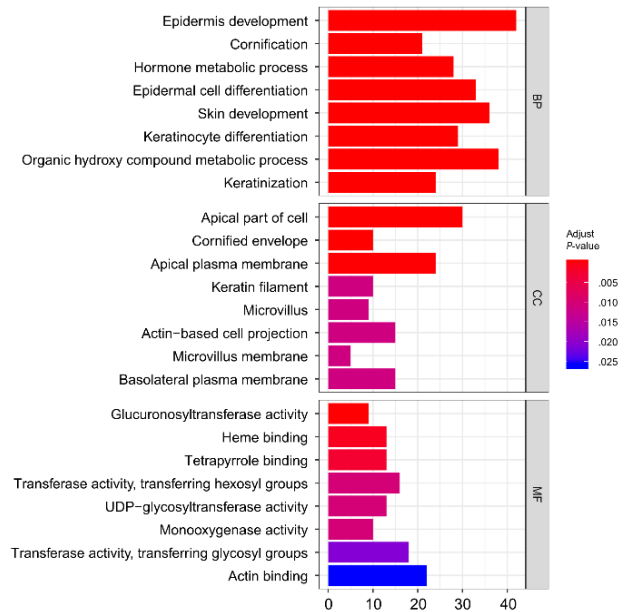 Epidermis development
Cornification
Hormone metabolic process
Epidermal cell differentiation
Skin development
Keratinocyte differentiation
Organic hydroxy compound metabolic process
Keratinization
BP
Apical part of cell
Cornified envelope
Apical plasma membrane
Keratin filament
Microvillus
Actin−based cell projection
Microvillus membrane
Basolateral plasma membrane
CC
Glucuronosyltransferase activity
Heme binding
Tetrapyrrole binding
Transferase activity, transferring hexosyl groups
UDP−glycosyltransferase activity
Monooxygenase activity
Transferase activity, transferring glycosyl groups
Actin binding
MF
0 10 20 30 40
Adjust
P-value
.005
.010
.015
.020
.025